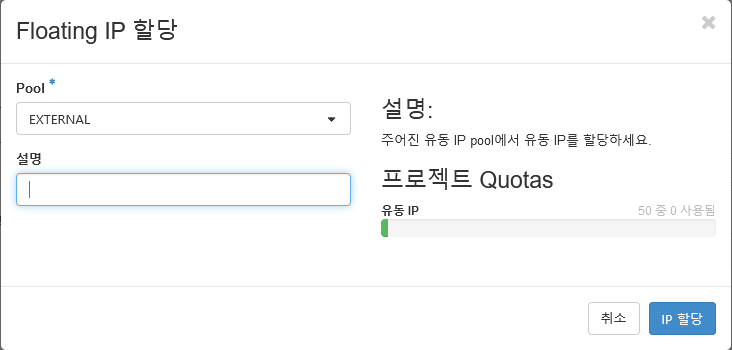 Floating IP 할당
×
Pool *
EXTERNAL
설명
설명:
주어진 유동 IP pool에서 유동 IP를 할당하세요.
프로젝트 Quotas
유동 IP
50 중 0 사용됨
취소
IP 할당